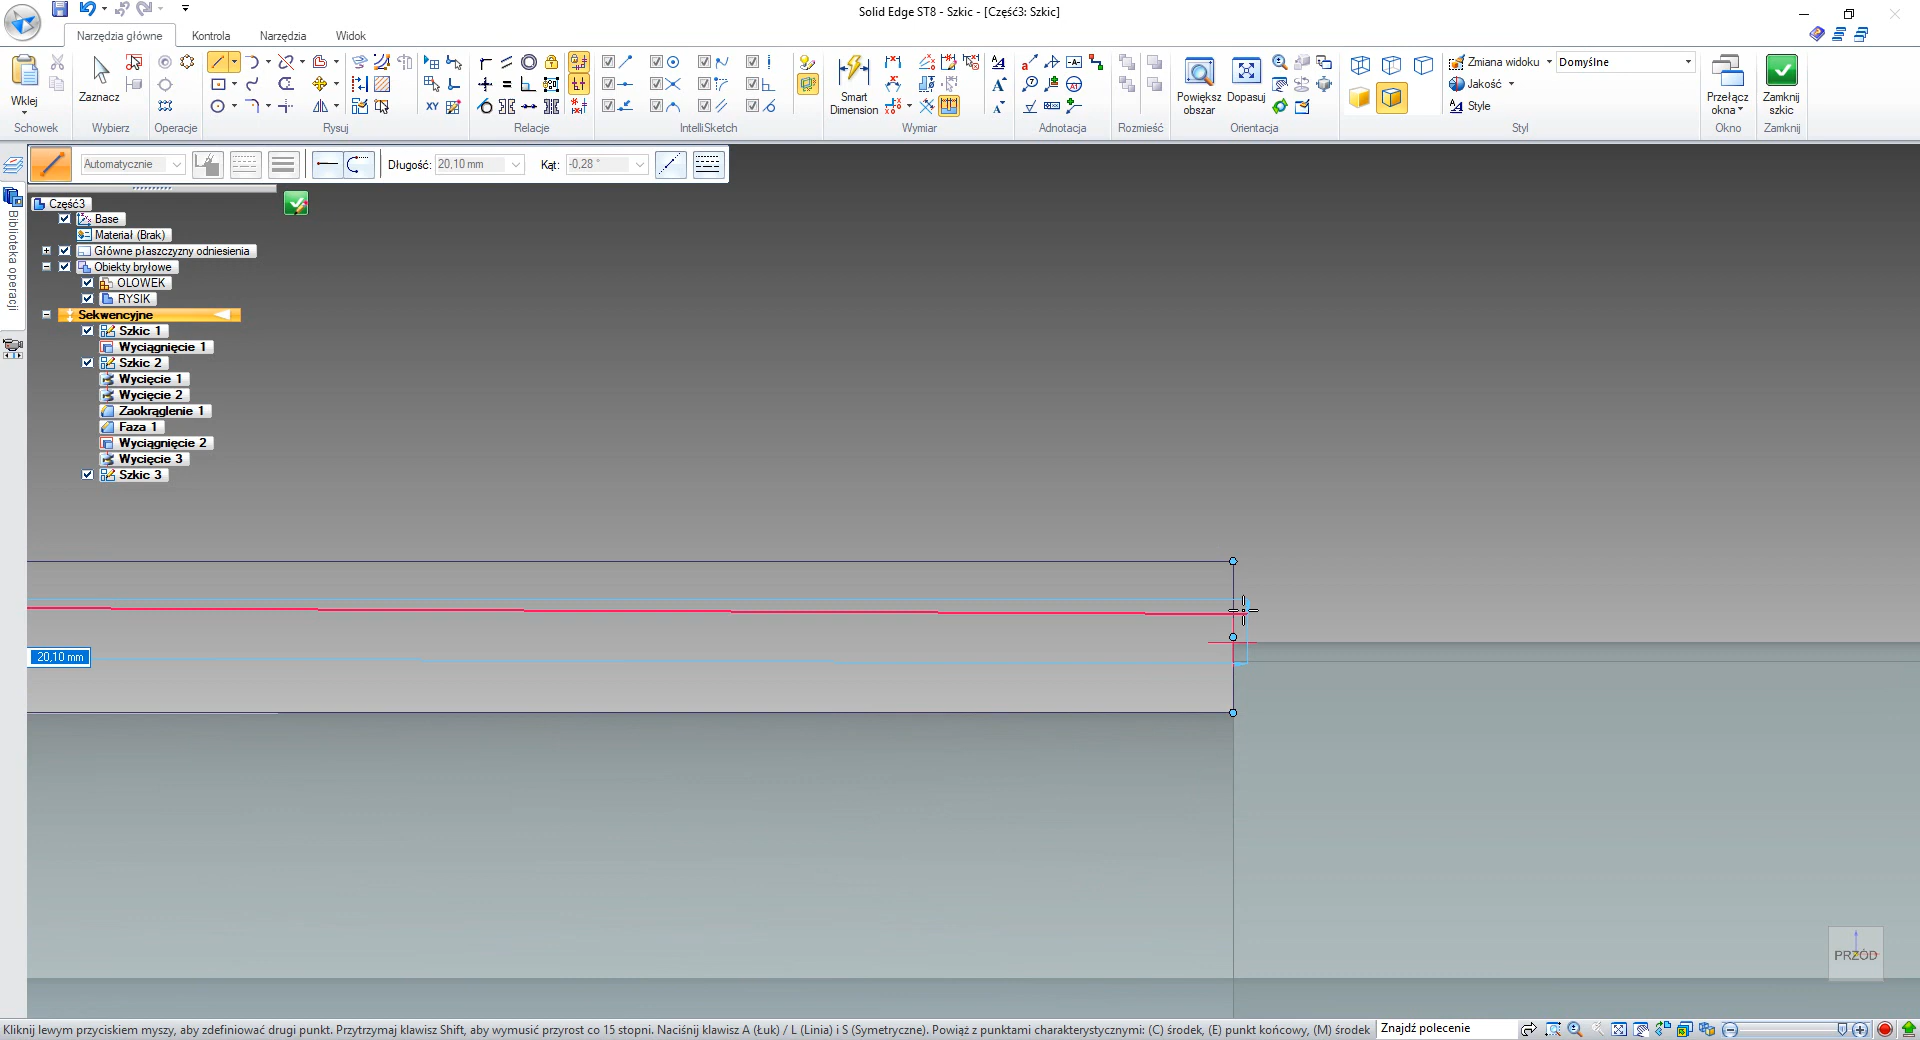 Solid Edge ST8 - Szkic - [Część3: Szkic]
Narzędzia główne
Kontrola
Narzędzia
Widok
Wklej
Zaznacz
Smart
Dimension
Powiększ
obszar
Dopasuj
Zmiana widoku
Domyślne
Jakość
Style
Przełącz
okna
Zamknij
szkic
Schowek
Wybierz
Operacje
Rysuj
Relacje
IntelliSketch
Wymiar
Adnotacja
Rozmieść
Orientacja
Styl
Okno
Zamknij
Automatycznie
Długość:
20,10 mm
Kąt:
-0,28 °
Biblioteka operacji
Część3
Base
Materiał (Brak)
Główne płaszczyzny odniesienia
Obiekty bryłowe
OLOWEK
RYSIK
Sekwencyjne
Szkic 1
Wyciągnięcie 1
Szkic 2
Wycięcie 1
Wycięcie 2
Zaokrąglenie 1
Faza 1
Wyciągnięcie 2
Wycięcie 3
Szkic 3
20,10 mm
PRZÓD
Kliknij lewym przyciskiem myszy, aby zdefiniować drugi punkt. Przytrzymaj klawisz Shift, aby wymusić przyrost co 15 stopni. Naciśnij klawisz A (Łuk) / L (Linia) i S (Symetryczne). Powiąż z punktami charakterystycznymi: (C) środek, (E) punkt końcowy, (M) środek
Znajdź polecenie